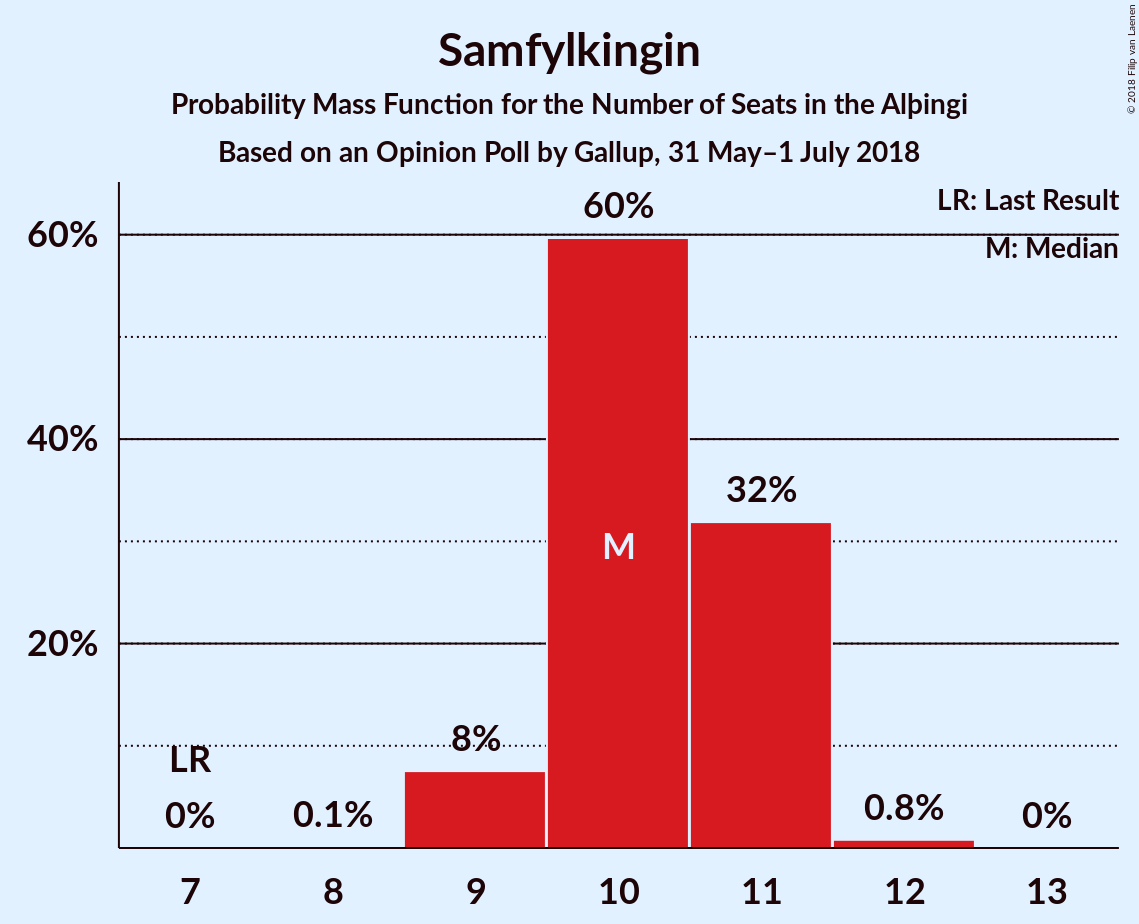 Samfylkingin
Probability Mass Function for the Number of Seats in the Alþingi
Based on an Opinion Poll by Gallup, 31 May–1 July 2018
© 2018 Filip van Laenen
LR: Last Result
M: Median
60%
40%
20%
60%
32%
M
8%
LR
0%
0.1%
0.8%
0%
7 8 9 10 11 12 13